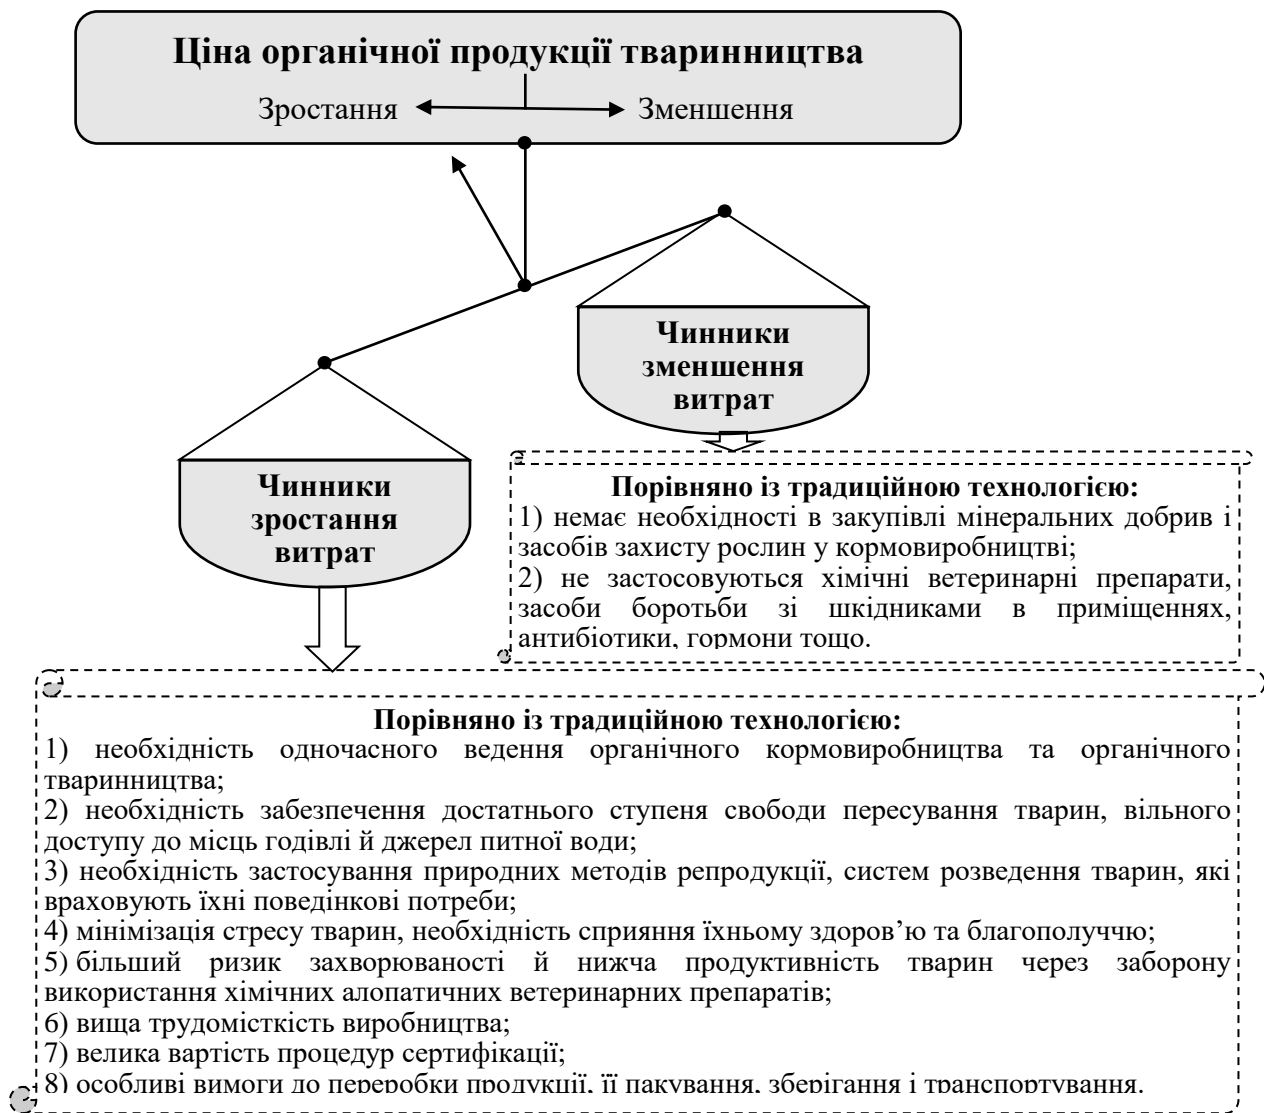 Ціна органічної продукції тваринництва
Зростання Зменшення
Чинники
зменшення
витрат
Чинники
зростання
витрат
Порівняно із традиційною технологією:
1) немає необхідності в закупівлі мінеральних добрив і
засобів захисту рослин у кормовиробництві;
2) не застосовуються хімічні ветеринарні препарати,
засоби боротьби зі шкідниками в приміщеннях,
антибіотики, гормони тощо.
Порівняно із традиційною технологією:
1) необхідність одночасного ведення органічного кормовиробництва та органічного
тваринництва;
2) необхідність забезпечення достатнього ступеня свободи пересування тварин, вільного
доступу до місць годівлі й джерел питної води;
3) необхідність застосування природних методів репродукції, систем розведення тварин, які
враховують їхні поведінкові потреби;
4) мінімізація стресу тварин, необхідність сприяння їхньому здоров’ю та благополуччю;
5) більший ризик захворюваності й нижча продуктивність тварин через заборону
використання хімічних алопатичних ветеринарних препаратів;
6) вища трудомісткість виробництва;
7) велика вартість процедур сертифікації;
8) особливі вимоги до переробки продукції, її пакування, зберігання і транспортування.